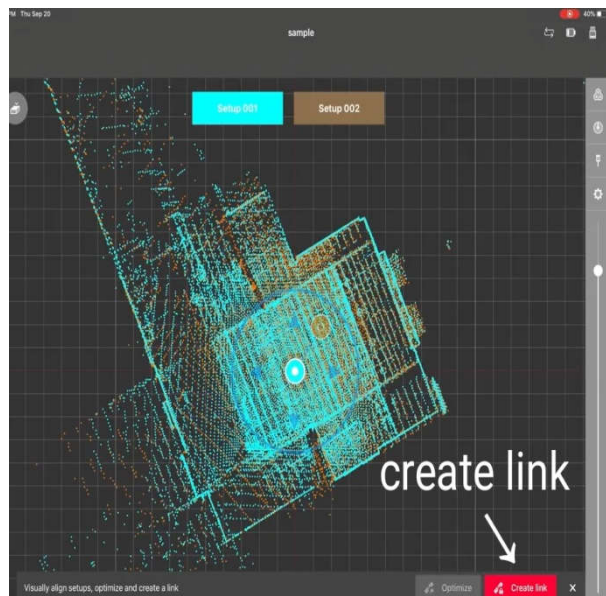 PM Thu Sep 20
40%
sample
Setup 001
Setup 002
create link
Visually align setups, optimize and create a link
Optimize
Create link
X